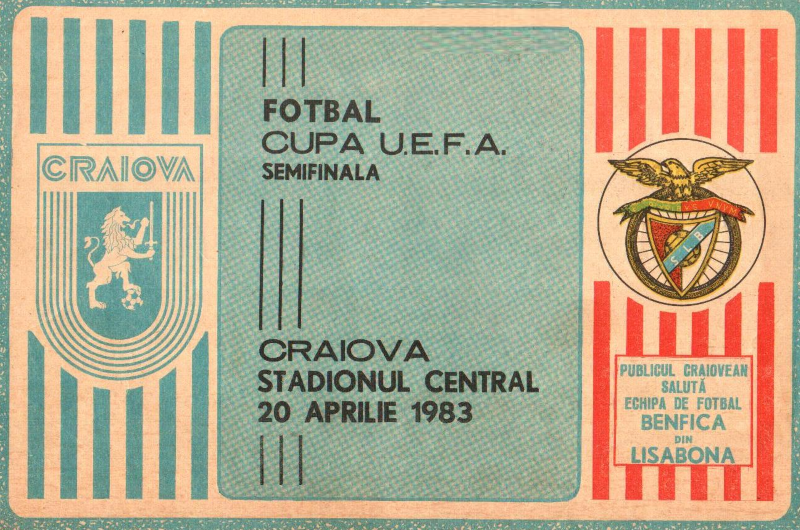 CRAIOVA
FOTBAL
CUPA U.E.F.A.
SEMIFINALA
CRAIOVA
STADIONUL CENTRAL
20 APRILIE 1983
S L B
PUBLICUL CRAIOVEAN
SALUTĂ
ECHIPA DE FOTBAL
BENFICA
DIN
LISABONA